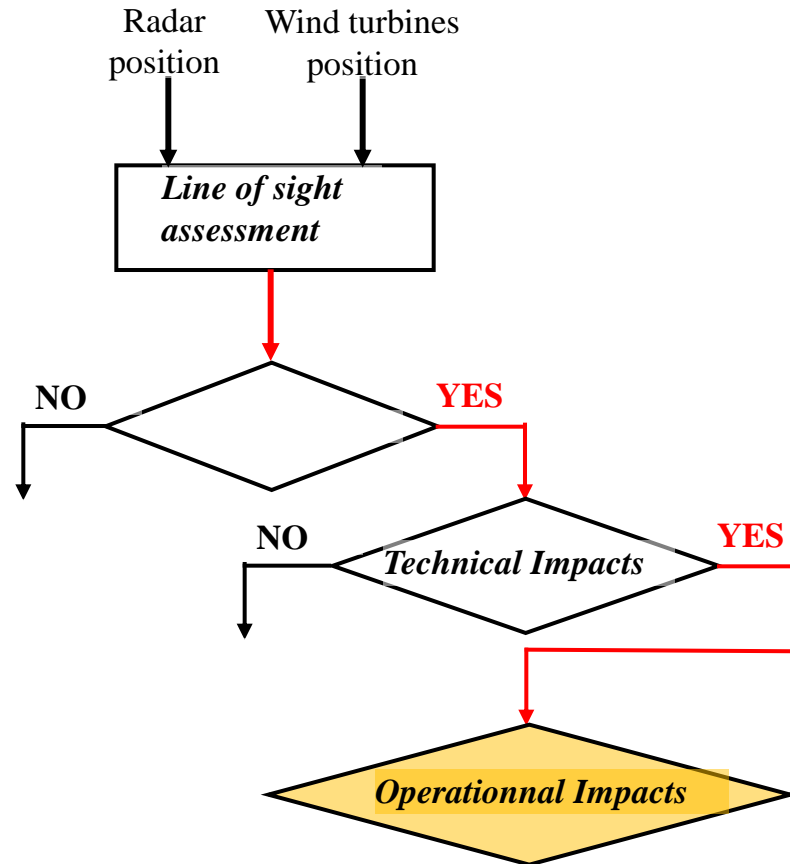 Radar
position
Wind turbines
position
Line of sight
assessment
NO
YES
NO
Technical Impacts
YES
Operationnal Impacts